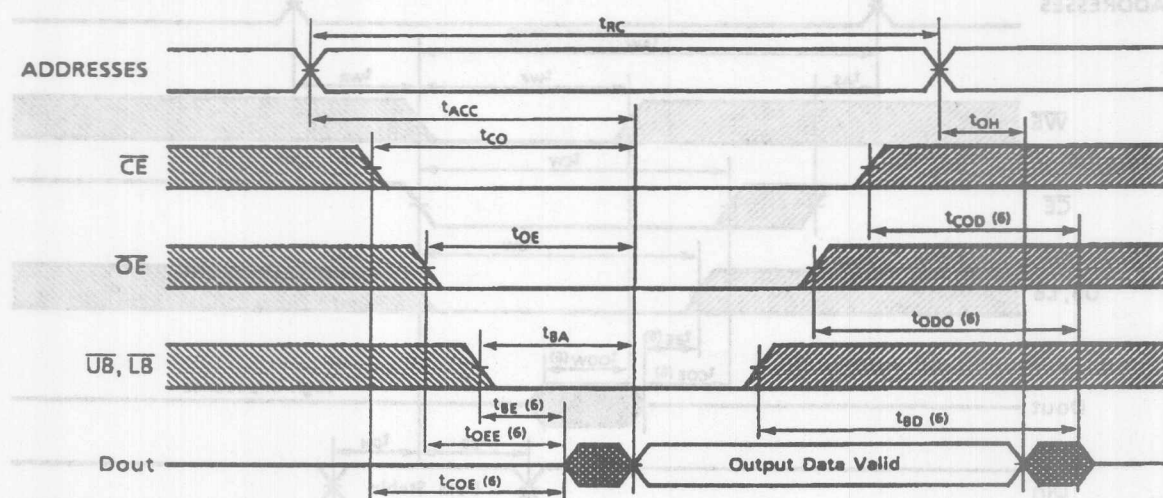 tRC
ADDRESSES
tACC
tCO
tOH
CE
tCOD (6)
tOE
OE
tODO (6)
tBA
UB, LB
tBE (6)
tBD (6)
tOEE (6)
Dout
Output Data Valid
tCOE (6)